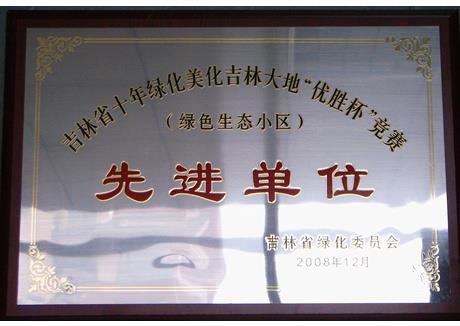 吉林省十年绿化美化吉林大地“优胜杯”竞赛
（绿色生态小区）
先进单位
吉林省绿化委员会
2008年12月